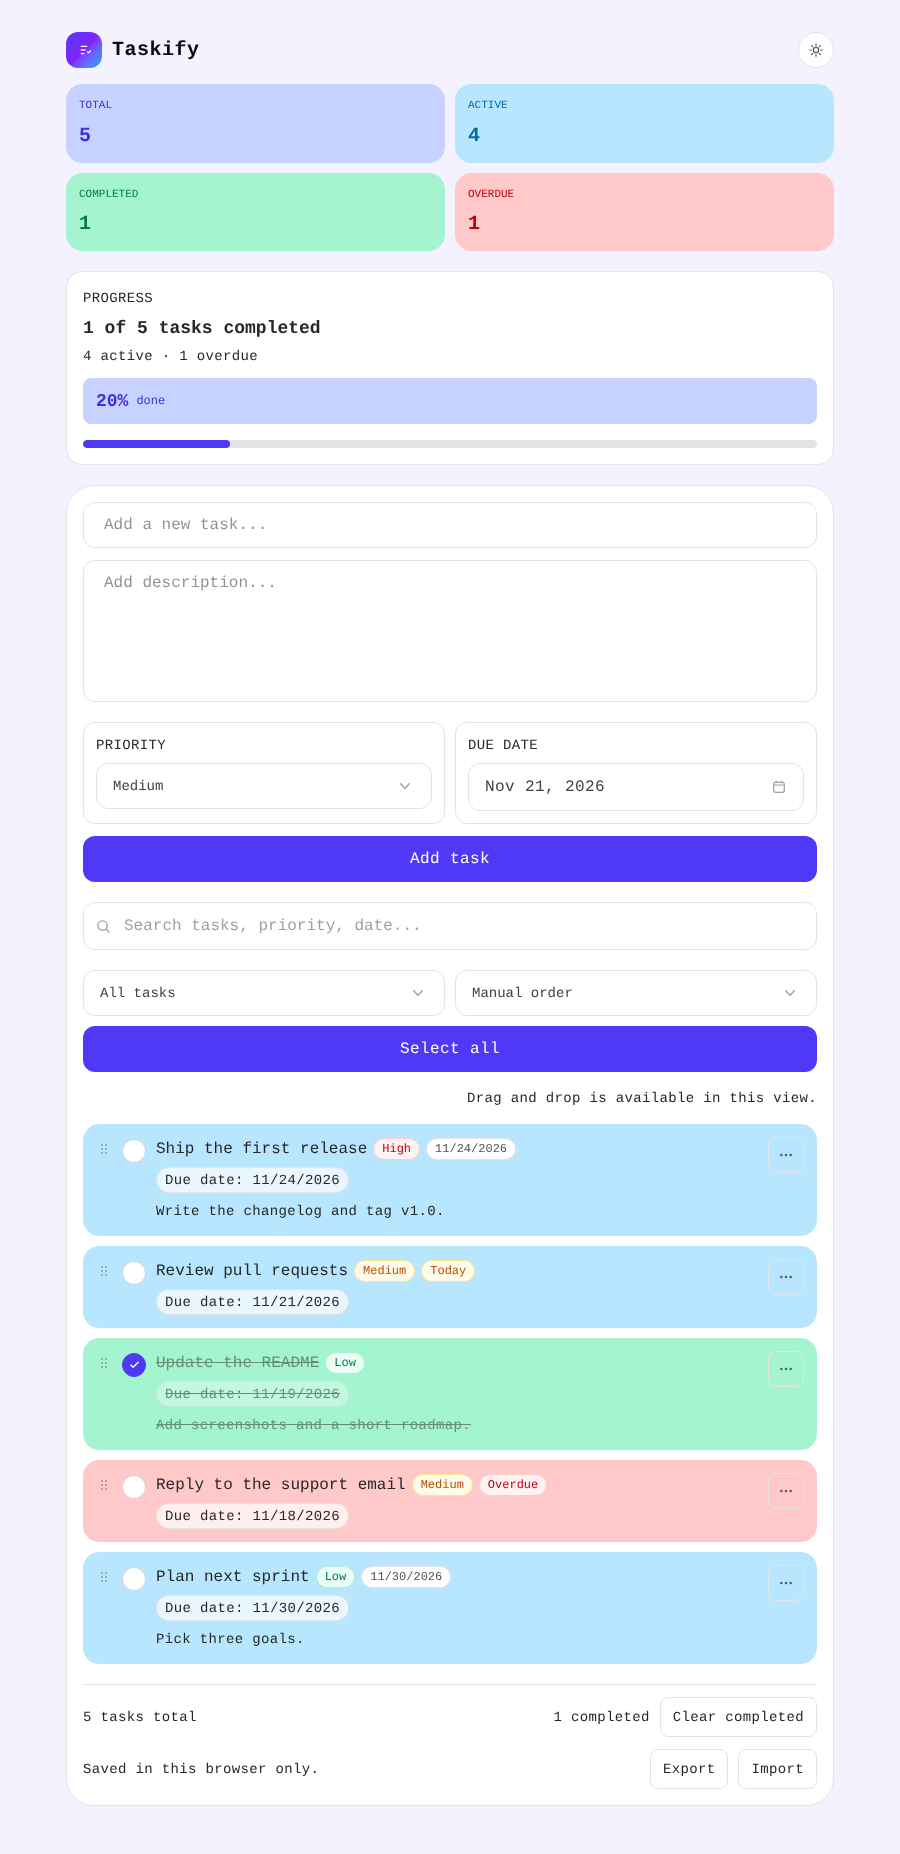 Taskify
TOTAL
5
ACTIVE
4
COMPLETED
1
OVERDUE
1
PROGRESS
1 of 5 tasks completed
4 active · 1 overdue
20% done
Add a new task...
Add description...
PRIORITY
Medium
DUE DATE
Nov 21, 2026
Add task
Search tasks, priority, date...
All tasks
Manual order
Select all
Drag and drop is available in this view.
Ship the first release High 11/24/2026
Due date: 11/24/2026
Write the changelog and tag v1.0.
Review pull requests Medium Today
Due date: 11/21/2026
Update the README Low
Due date: 11/19/2026
Add screenshots and a short roadmap.
Reply to the support email Medium Overdue
Due date: 11/18/2026
Plan next sprint Low 11/30/2026
Due date: 11/30/2026
Pick three goals.
5 tasks total
1 completed Clear completed
Saved in this browser only.
Export Import